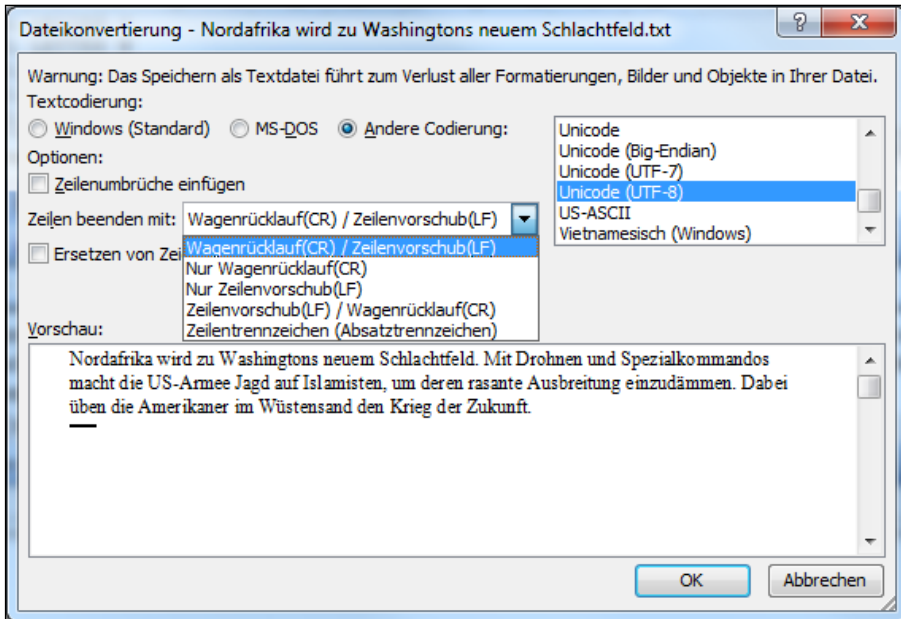 Dateikonvertierung - Nordafrika wird zu Washingtons neuem Schlachtfeld.txt
Warnung: Das Speichern als Textdatei führt zum Verlust aller Formatierungen, Bilder und Objekte in Ihrer Datei.
Textcodierung:
Windows (Standard) MS-DOS Andere Codierung:
Unicode
Unicode (Big-Endian)
Unicode (UTF-7)
Unicode (UTF-8)
US-ASCII
Vietnamesisch (Windows)
Optionen:
Zeilenumbrüche einfügen
Zeilen beenden mit: Wagenrücklauf(CR) / Zeilenvorschub(LF)
Ersetzen von Zei
Wagenrücklauf(CR) / Zeilenvorschub(LF)
Nur Wagenrücklauf(CR)
Nur Zeilenvorschub(LF)
Zeilenvorschub(LF) / Wagenrücklauf(CR)
Zeilentrennzeichen (Absatztrennzeichen)
Vorschau:
Nordafrika wird zu Washingtons neuem Schlachtfeld. Mit Drohnen und Spezialkommandos
macht die US-Armee Jagd auf Islamisten, um deren rasante Ausbreitung einzudämmen. Dabei
üben die Amerikaner im Wüstensand den Krieg der Zukunft.
OK Abbrechen